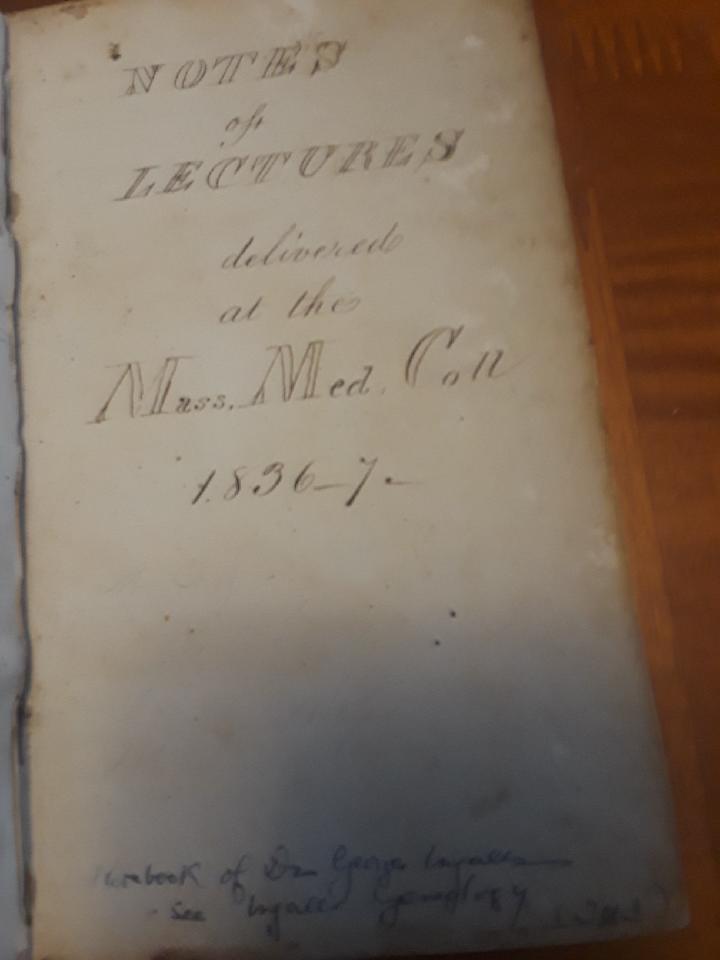 NOTES
of
LECTURES
delivered
at the
Mass. Med. Coll
1836-7.-
Notebook of Dr. George Ingalls
See Ingalls Genealogy